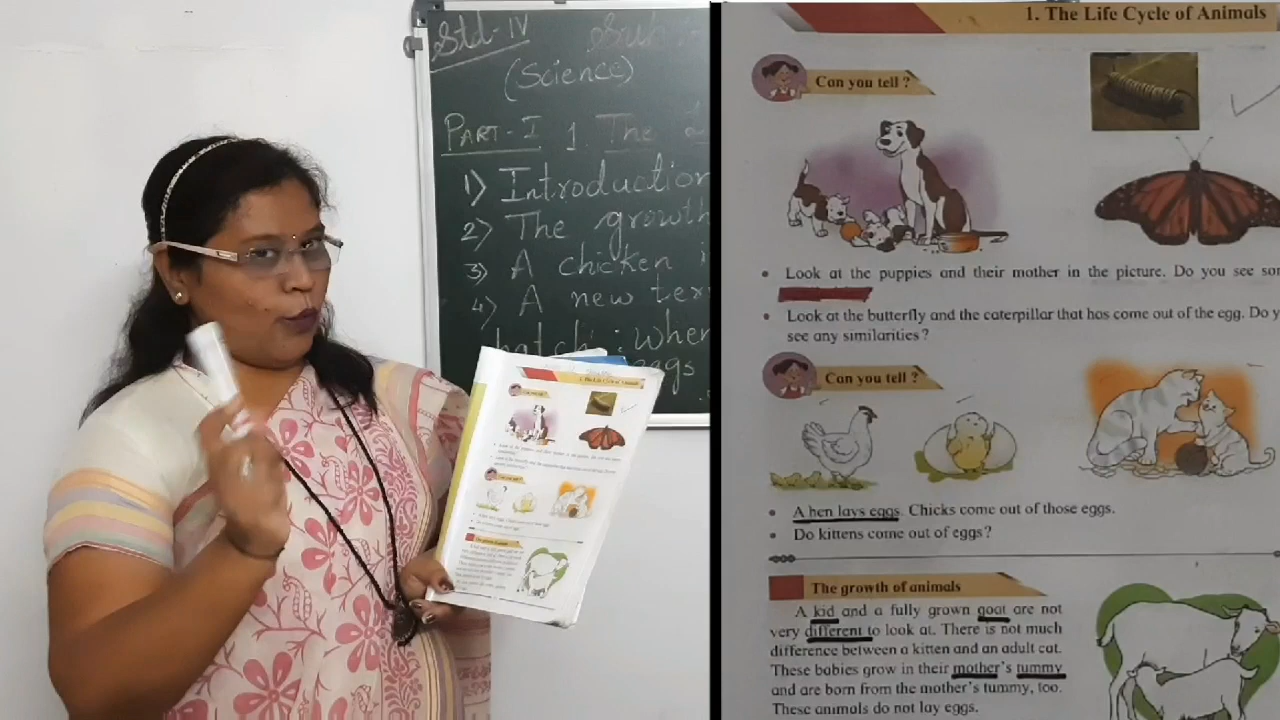 Std-IV
(Science)
PART-I 1. The
1) Introduction
2) The growth
3) A chicken
4) A new
hatch : when
eggs
1. The Life Cycle of Animals
Can you tell ?
Look at the puppies and their mother in the picture. Do you see
Look at the butterfly and the caterpillar that has come out of the egg. Do
see any similarities ?
Can you tell ?
A hen lays eggs. Chicks come out of those eggs.
Do kittens come out of eggs?
The growth of animals
A kid and a fully grown goat are not
very different to look at. There is not much
difference between a kitten and an adult cat.
These babies grow in their mother's tummy
and are born from the mother's tummy, too.
These animals do not lay eggs.